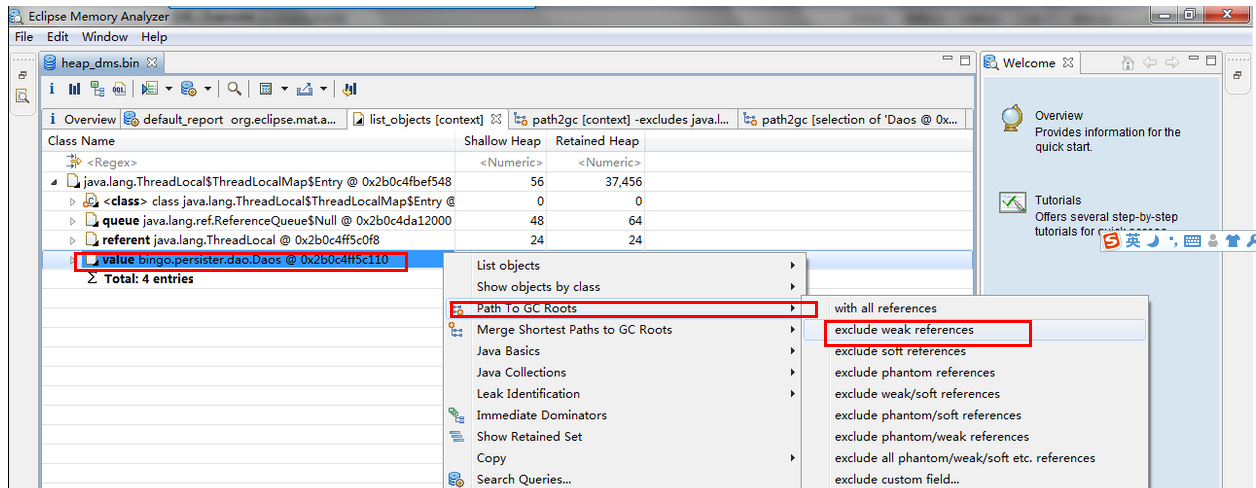 Eclipse Memory Analyzer
File Edit Window Help
heap_dms.bin
Welcome
i Overview default_report org.eclipse.mat.a... list_objects [context] path2gc [context] -excludes java.l... path2gc [selection of 'Daos @ 0x...
Class Name Shallow Heap Retained Heap
<Regex> <Numeric> <Numeric>
java.lang.ThreadLocal$ThreadLocalMap$Entry @ 0x2b0c4fbef548 56 37,456
<class> class java.lang.ThreadLocal$ThreadLocalMap$Entry @ 0 0
queue java.lang.ref.ReferenceQueue$Null @ 0x2b0c4da12000 48 64
referent java.lang.ThreadLocal @ 0x2b0c4ff5c0f8 24 24
value bingo.persister.dao.Daos @ 0x2b0c4ff5c110
Σ Total: 4 entries
List objects
Show objects by class
Path To GC Roots
Merge Shortest Paths to GC Roots
Java Basics
Java Collections
Leak Identification
Immediate Dominators
Show Retained Set
Copy
Search Queries...
with all references
exclude weak references
exclude soft references
exclude phantom references
exclude weak/soft references
exclude phantom/soft references
exclude phantom/weak references
exclude all phantom/weak/soft etc. references
exclude custom field...
Overview
Provides information for the
quick start.
Tutorials
Offers several step-by-step
tutorials for
S 英